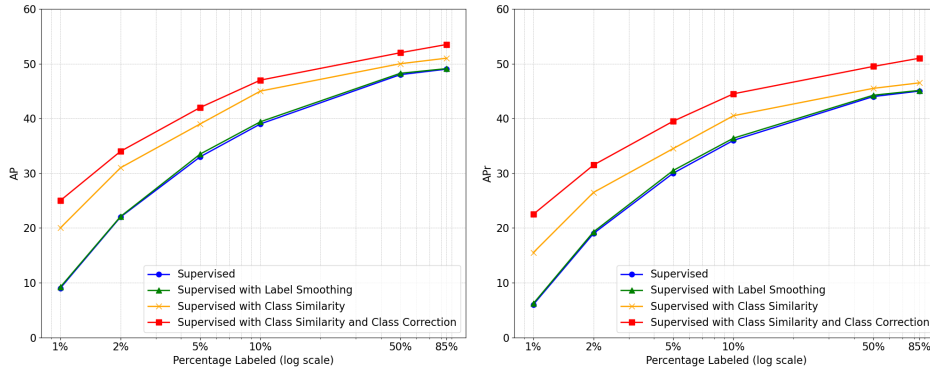 60
50
40
30
20
10
0
AP
1%
2%
5%
10%
50%
85%
Percentage Labeled (log scale)
Supervised
Supervised with Label Smoothing
Supervised with Class Similarity
Supervised with Class Similarity and Class Correction
60
50
40
30
20
10
0
APr
1%
2%
5%
10%
50%
85%
Percentage Labeled (log scale)
Supervised
Supervised with Label Smoothing
Supervised with Class Similarity
Supervised with Class Similarity and Class Correction